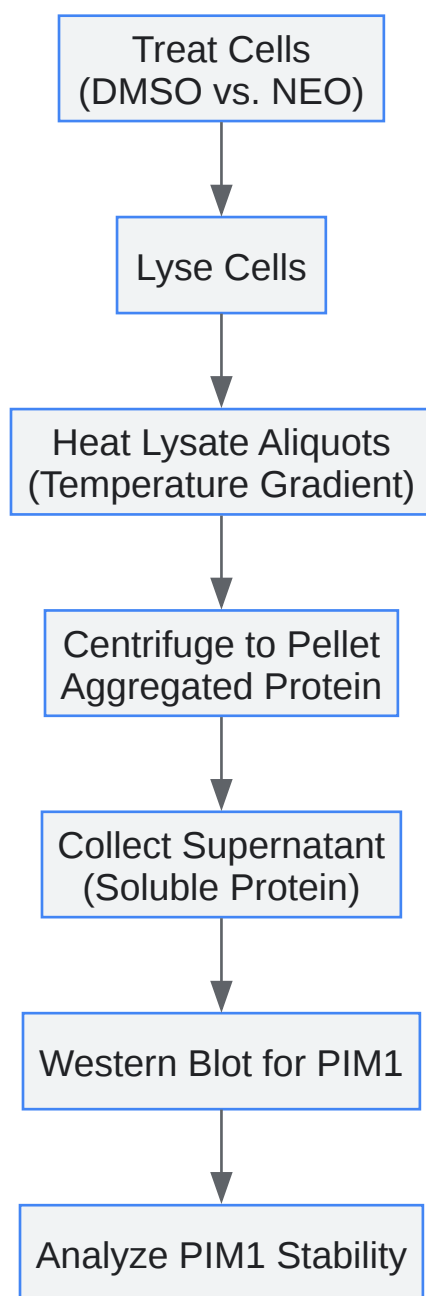 Treat Cells
(DMSO vs. NEO)
Lyse Cells
Heat Lysate Aliquots
(Temperature Gradient)
Centrifuge to Pellet
Aggregated Protein
Collect Supernatant
(Soluble Protein)
Western Blot for PIM1
Analyze PIM1 Stability